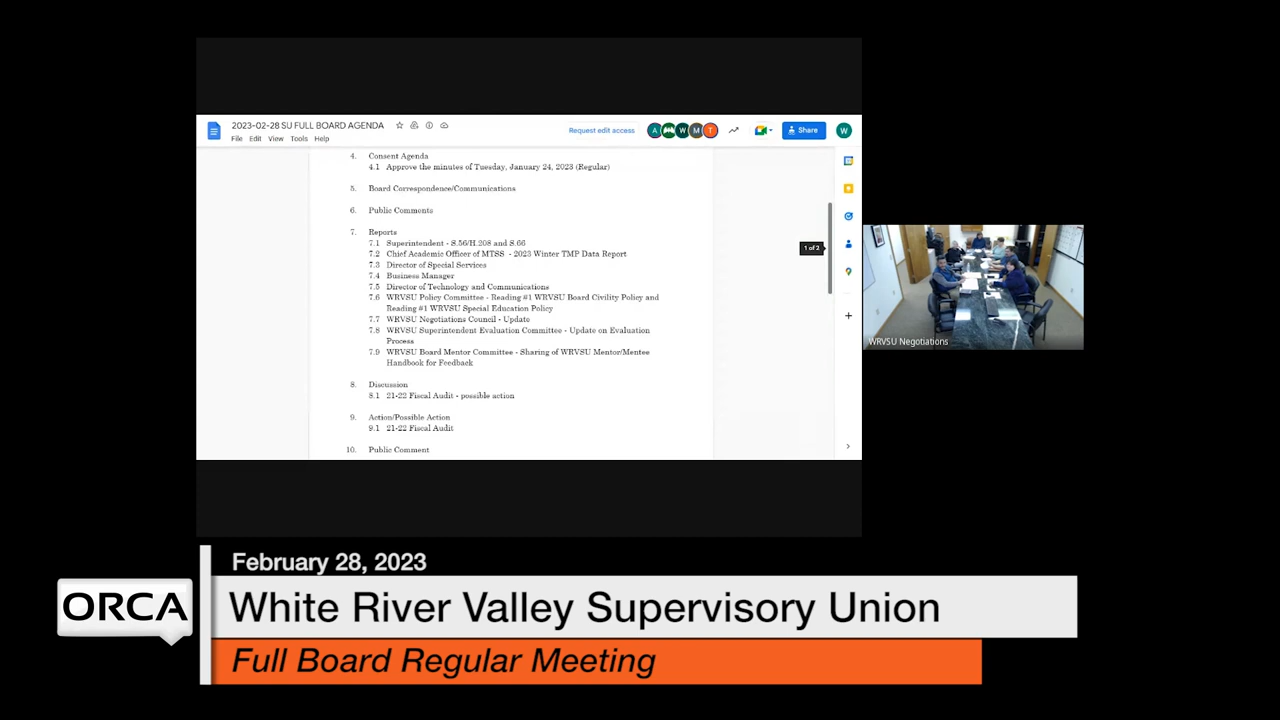 2023-02-28 SU FULL BOARD AGENDA
File Edit View Tools Help
Request edit access
A W M T
Share
W
4. Consent Agenda
4.1 Approve the minutes of Tuesday, January 24, 2023 (Regular)
5. Board Correspondence/Communications
6. Public Comments
7. Reports
7.1 Superintendent - S.56/H.208 and S.66
7.2 Chief Academic Officer of MTSS - 2023 Winter TMP Data Report
7.3 Director of Special Services
7.4 Business Manager
7.5 Director of Technology and Communications
7.6 WRVSU Policy Committee - Reading #1 WRVSU Board Civility Policy and
Reading #1 WRVSU Special Education Policy
7.7 WRVSU Negotiations Council - Update
7.8 WRVSU Superintendent Evaluation Committee - Update on Evaluation
Process
7.9 WRVSU Board Mentor Committee - Sharing of WRVSU Mentor/Mentee
Handbook for Feedback
8. Discussion
8.1 21-22 Fiscal Audit - possible action
9. Action/Possible Action
9.1 21-22 Fiscal Audit
10. Public Comment
1 of 2
WRVSU Negotiations
February 28, 2023
ORCA
White River Valley Supervisory Union
Full Board Regular Meeting